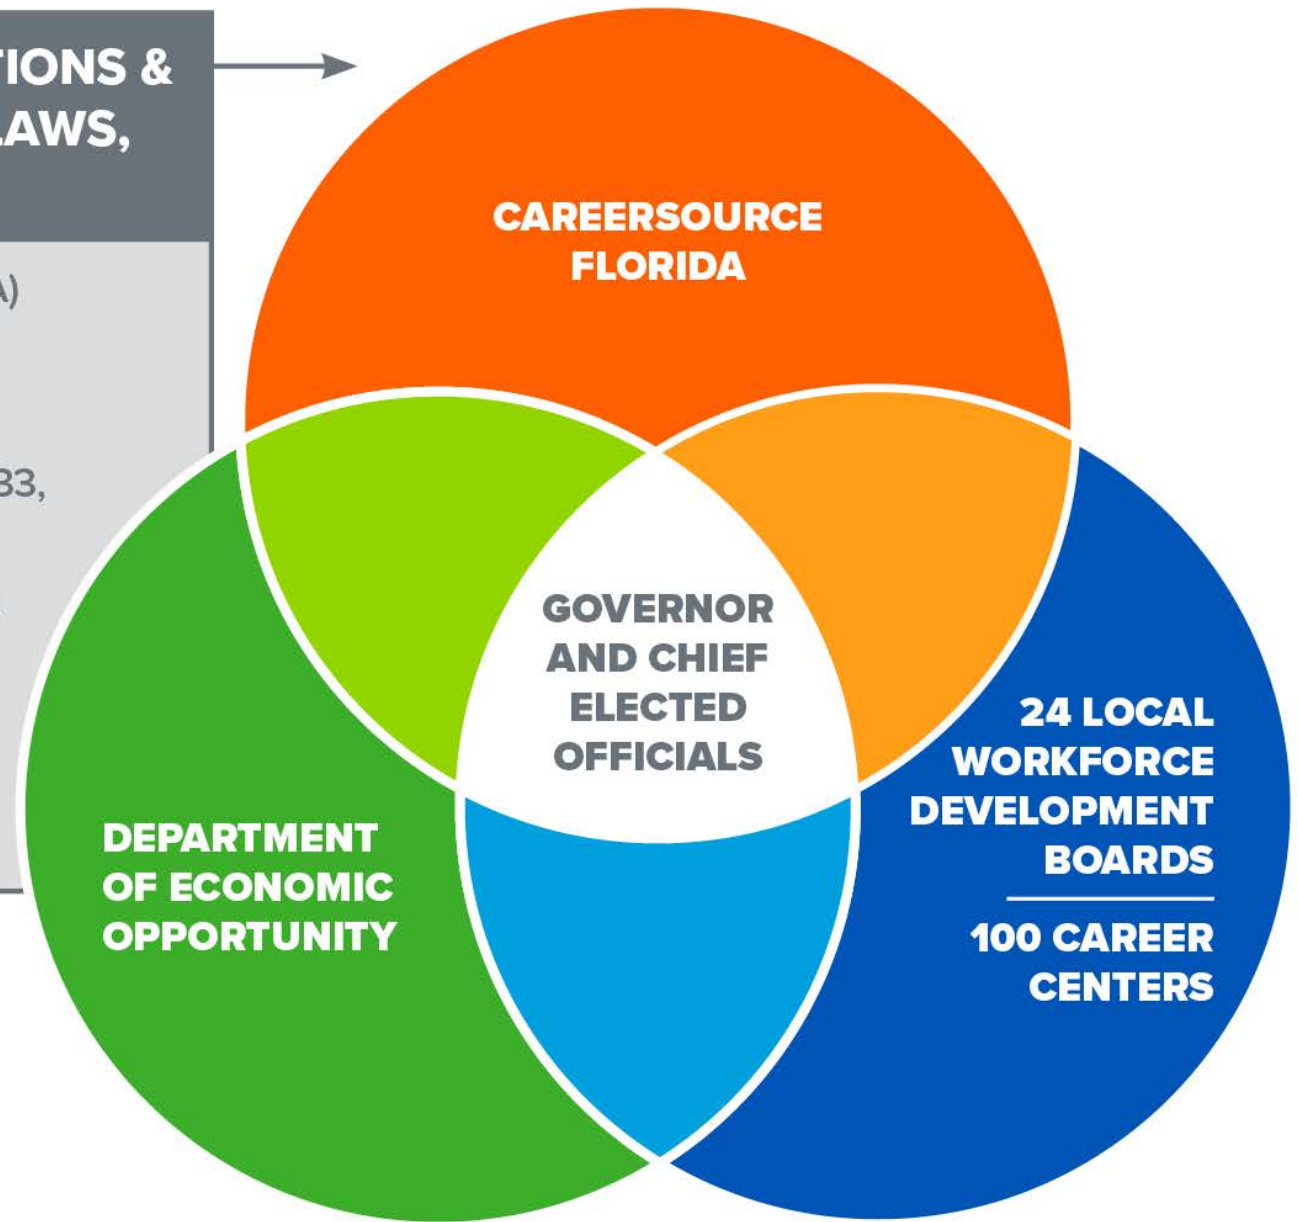 &
LAWS,
33,
CAREERSOURCE
FLORIDA
GOVERNOR
AND CHIEF
ELECTED
OFFICIALS
DEPARTMENT
OF ECONOMIC
OPPORTUNITY
24 LOCAL
WORKFORCE
DEVELOPMENT
BOARDS
100 CAREER
CENTERS